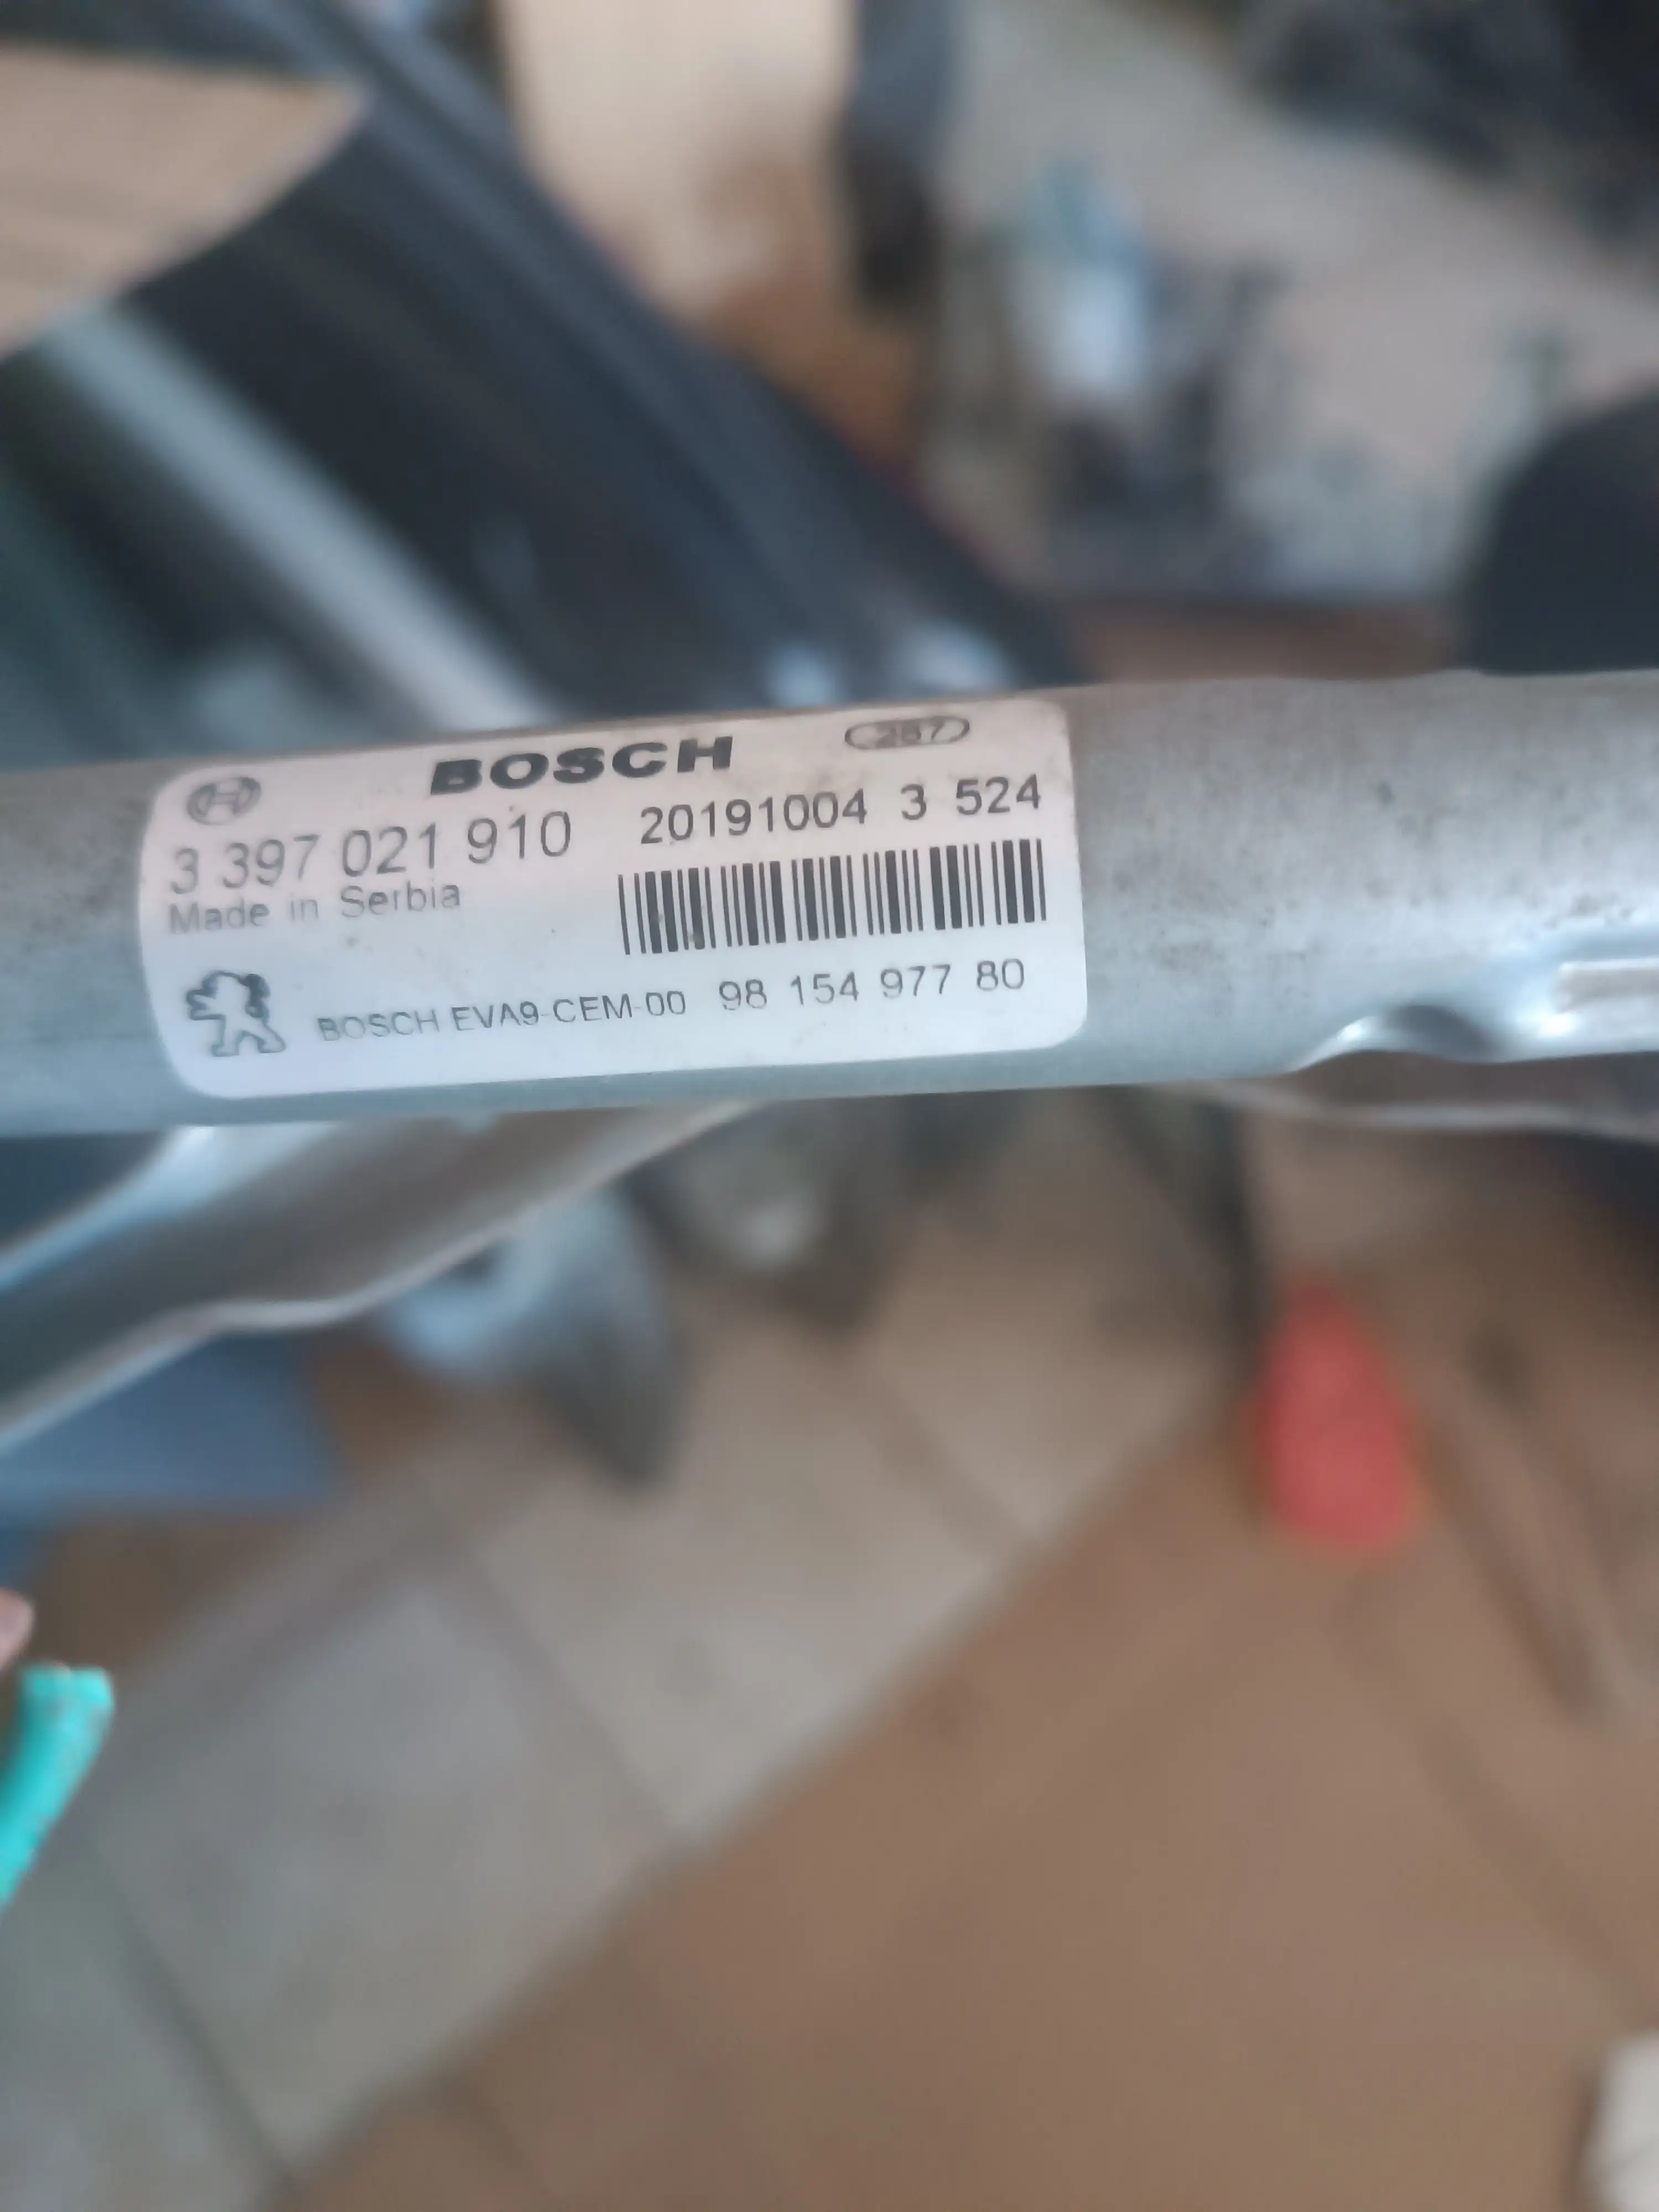 BOSCH 287
3 397 021 910 20191004 3 524
Made in Serbia
BOSCH EVA9-CEM-00 98 154 977 80